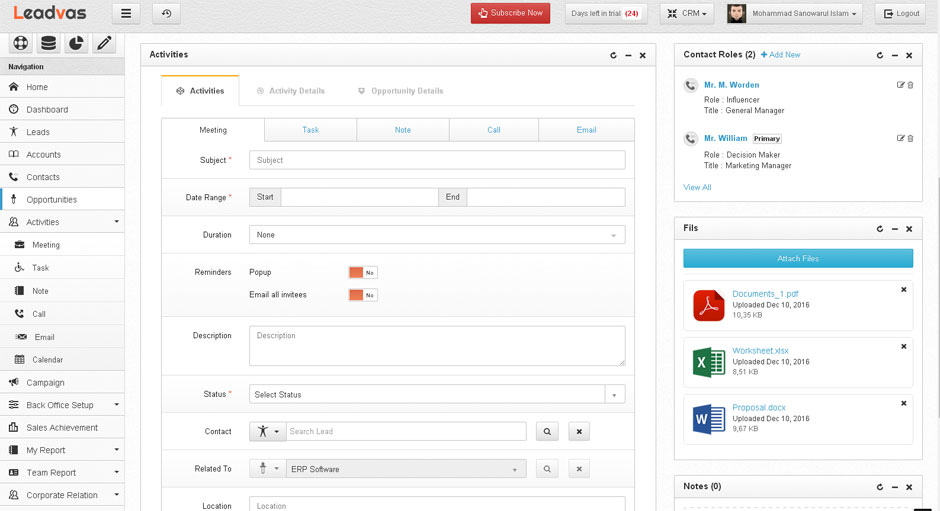 Leadvas
Subscribe Now
Days left in trial (24)
CRM
Mohammad Sanowarul Islam
Logout
Navigation
Home
Dashboard
Leads
Accounts
Contacts
Opportunities
Activities
Meeting
Task
Note
Call
Email
Calendar
Campaign
Back Office Setup
Sales Achievement
My Report
Team Report
Corporate Relation
Activities
Activities
Activity Details
Opportunity Details
Meeting
Task
Note
Call
Email
Subject *
Subject
Date Range *
Start
End
Duration
None
Reminders
Popup
No
Email all invitees
No
Description
Description
Status *
Select Status
Contact
Search Lead
Related To
ERP Software
Location
Location
Contact Roles (2)
Add New
Mr. M. Worden
Role : Influencer
Title : General Manager
Mr. William Primary
Role : Decision Maker
Title : Marketing Manager
View All
Fils
Attach Files
Documents_1.pdf
Uploaded Dec 10, 2016
10,35 KB
Worksheet.xlsx
Uploaded Dec 10, 2016
8,51 KB
Proposal.docx
Uploaded Dec 10, 2016
9,67 KB
Notes (0)